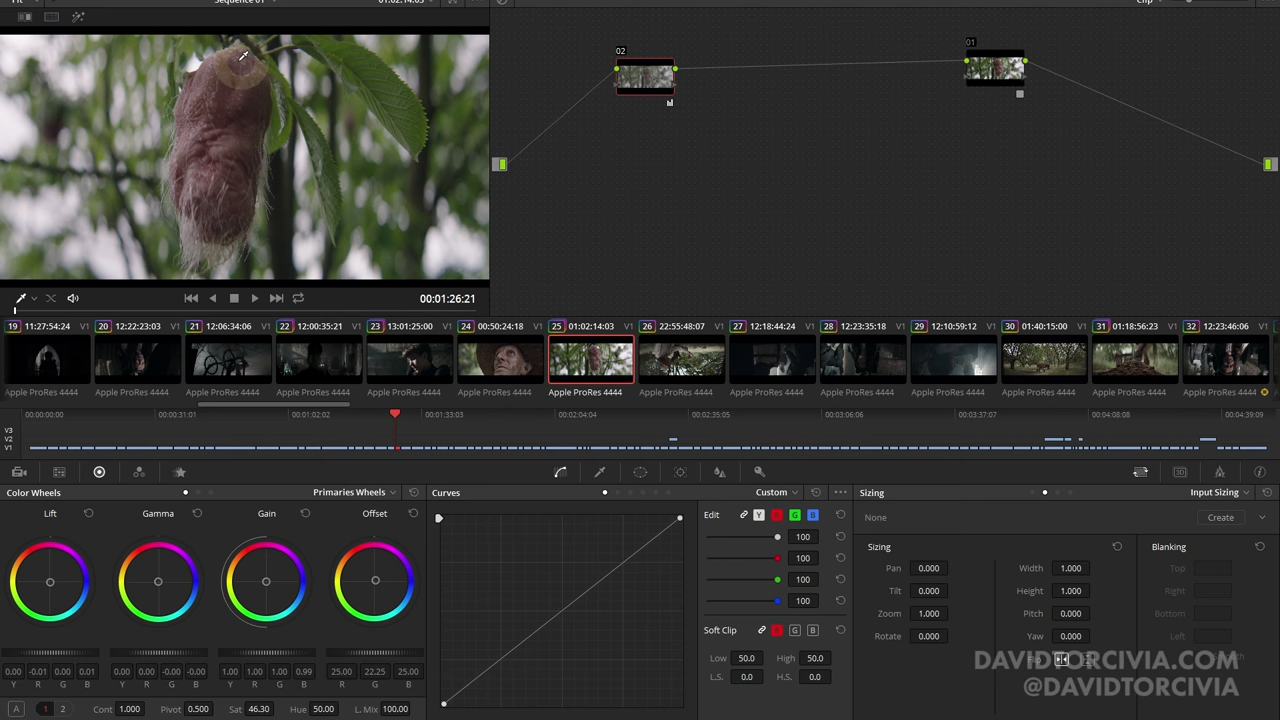 Sequence 01
01:02:14:03
Clip
02
01
00:01:26:21
19 11:27:54:24 V1 20 12:22:23:03 V1 21 12:06:34:06 V1 22 12:00:35:21 V1 23 13:01:25:00 V1 24 00:50:24:18 V1 25 01:02:14:03 V1 26 22:55:48:07 V1 27 12:18:44:24 V1 28 12:23:35:18 V1 29 12:10:59:12 V1 30 01:40:15:00 V1 31 01:18:56:23 V1 32 12:23:46:06 V1
Apple ProRes 4444 Apple ProRes 4444 Apple ProRes 4444 Apple ProRes 4444 Apple ProRes 4444 Apple ProRes 4444 Apple ProRes 4444 Apple ProRes 4444 Apple ProRes 4444 Apple ProRes 4444 Apple ProRes 4444 Apple ProRes 4444 Apple ProRes 4444 Apple ProRes 4444
00:00:00:00 00:00:31:01 00:01:02:02 00:01:33:03 00:02:04:04 00:02:35:05 00:03:06:06 00:03:37:07 00:04:08:08 00:04:39:09
V3
V2
V1
Color Wheels Primaries Wheels
Lift Gamma Gain Offset
0.00 -0.01 0.00 0.01 0.00 0.00 -0.00 -0.00 1.00 1.00 1.00 0.99 25.00 22.25 25.00
Y R G B Y R G B Y R G B R G B
A 1 2 Cont 1.000 Pivot 0.500 Sat 46.30 Hue 50.00 L. Mix 100.00
Curves Custom
Edit Y R G B
100
100
100
100
Soft Clip R G B
Low 50.0 High 50.0
L.S. 0.0 H.S. 0.0
Sizing Input Sizing
None Create
Sizing Blanking
Pan 0.000 Width 1.000 Top
Tilt 0.000 Height 1.000 Right
Zoom 1.000 Pitch 0.000 Bottom
Rotate 0.000 Yaw 0.000 Left
Flip Smooth
DAVIDTORCIVIA.COM
@DAVIDTORCIVIA